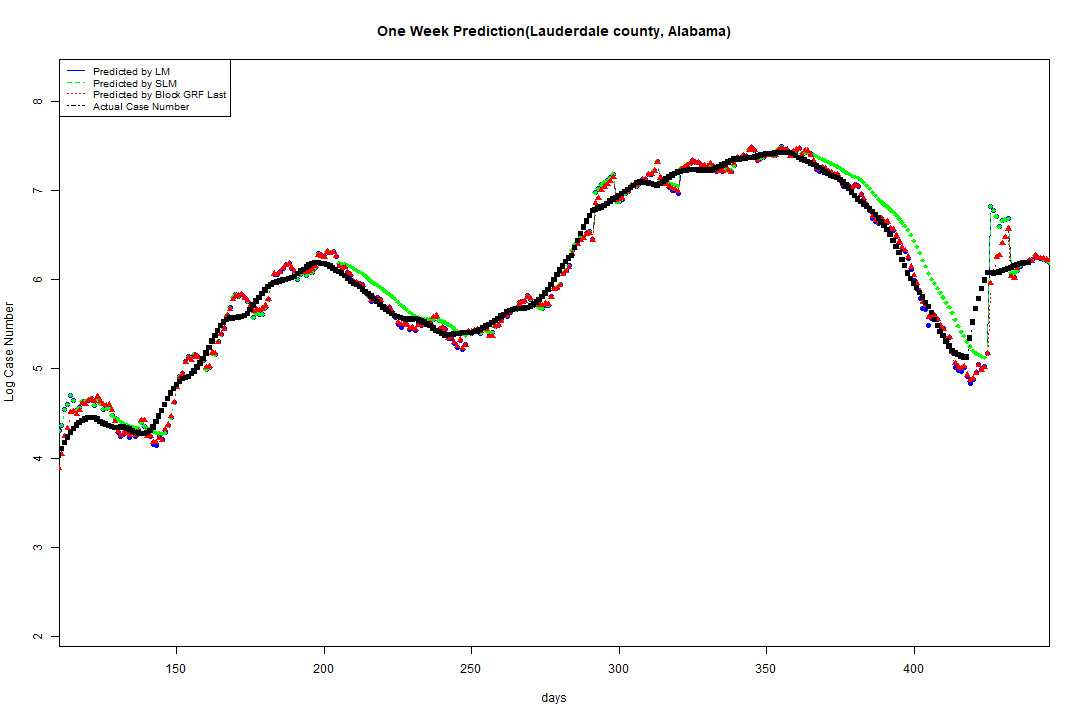 One Week Prediction(Lauderdale county, Alabama)
Predicted by LM
Predicted by SLM
Predicted by Block GRF Last
Actual Case Number
8
7
6
5
4
3
2
Log Case Number
150 200 250 300 350 400
days